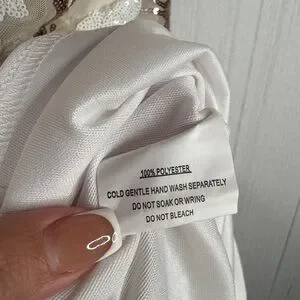 100% POLYESTER
COLD GENTLE HAND WASH SEPARATELY
DO NOT SOAK OR WRING
DO NOT BLEACH